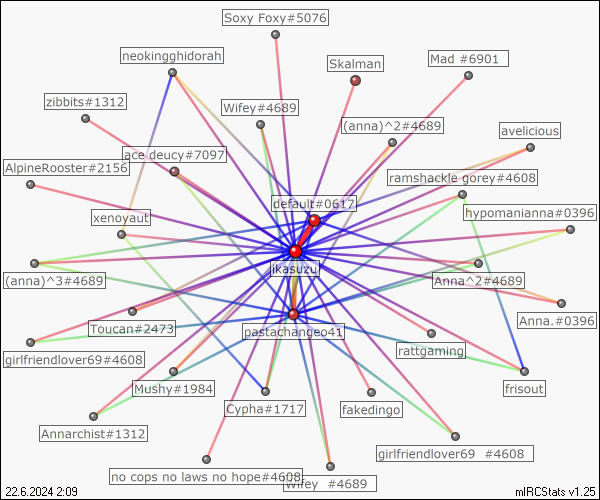 Soxy Foxy#5076
neokingghidorah
Skalman
Mad #6901
zibbits#1312
Wifey#4689
(anna)^2#4689
avelicious
AlpineRooster#2156
ace deucy#7097
ramshackle gorey#4608
default#0617
xenoyaut
hypomanianna#0396
ikasuzu
(anna)^3#4689
Anna^2#4689
Toucan#2473
pastachangeo41
Anna.#0396
girlfriendlover69#4608
rattgaming
Mushy#1984
frisout
Cypha#1717
fakedingo
Annarchist#1312
girlfriendlover69 #4608
no cops no laws no hope#4608
Wifey #4689
22.6.2024 2:09
mIRCStats v1.25